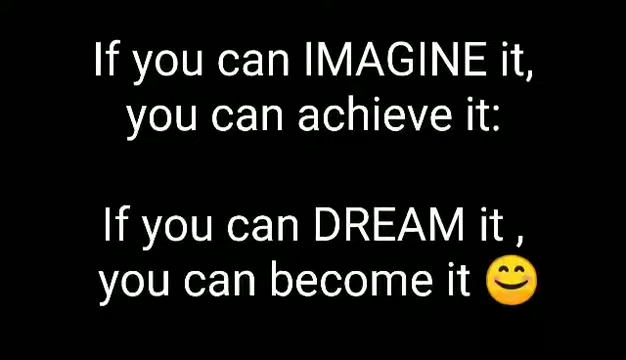 If you can IMAGINE it,
you can achieve it:
If you can DREAM it ,
you can become it 😊